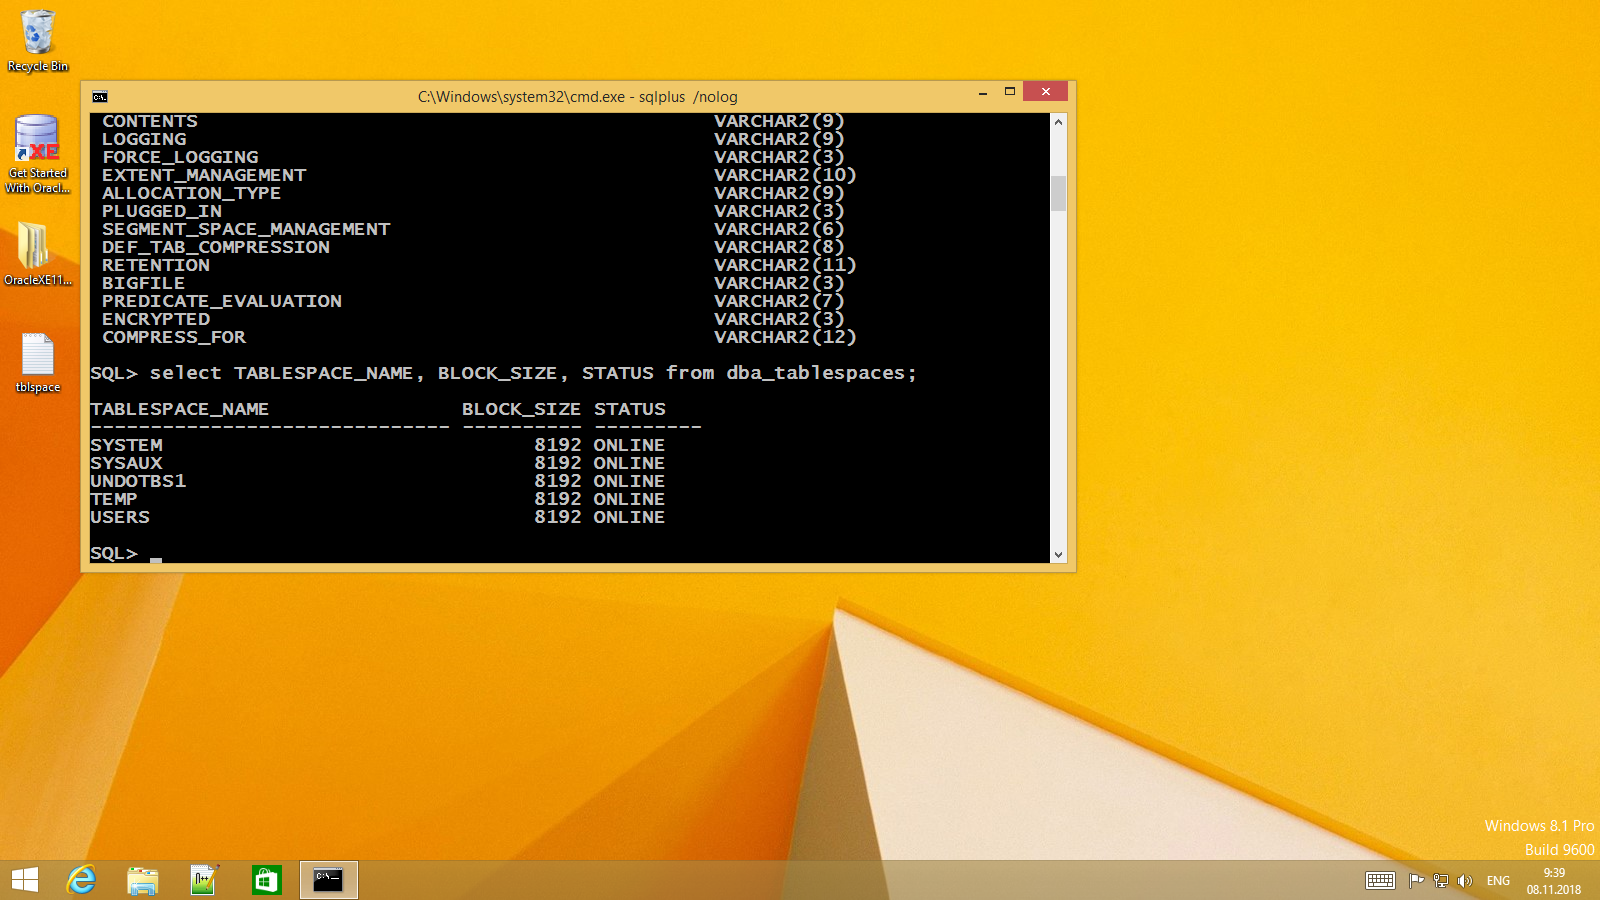 Recycle Bin
Get Started
With Oracl...
OracleXE11...
tblspace
C:\Windows\system32\cmd.exe - sqlplus /nolog
CONTENTS VARCHAR2(9)
LOGGING VARCHAR2(9)
FORCE_LOGGING VARCHAR2(3)
EXTENT_MANAGEMENT VARCHAR2(10)
ALLOCATION_TYPE VARCHAR2(9)
PLUGGED_IN VARCHAR2(3)
SEGMENT_SPACE_MANAGEMENT VARCHAR2(6)
DEF_TAB_COMPRESSION VARCHAR2(8)
RETENTION VARCHAR2(11)
BIGFILE VARCHAR2(3)
PREDICATE_EVALUATION VARCHAR2(7)
ENCRYPTED VARCHAR2(3)
COMPRESS_FOR VARCHAR2(12)
SQL> select TABLESPACE_NAME, BLOCK_SIZE, STATUS from dba_tablespaces;
TABLESPACE_NAME BLOCK_SIZE STATUS
------------------------------ ---------- ---------
SYSTEM 8192 ONLINE
SYSAUX 8192 ONLINE
UNDOTBS1 8192 ONLINE
TEMP 8192 ONLINE
USERS 8192 ONLINE
SQL> _
Windows 8.1 Pro
Build 9600
ENG
9:39
08.11.2018
XE